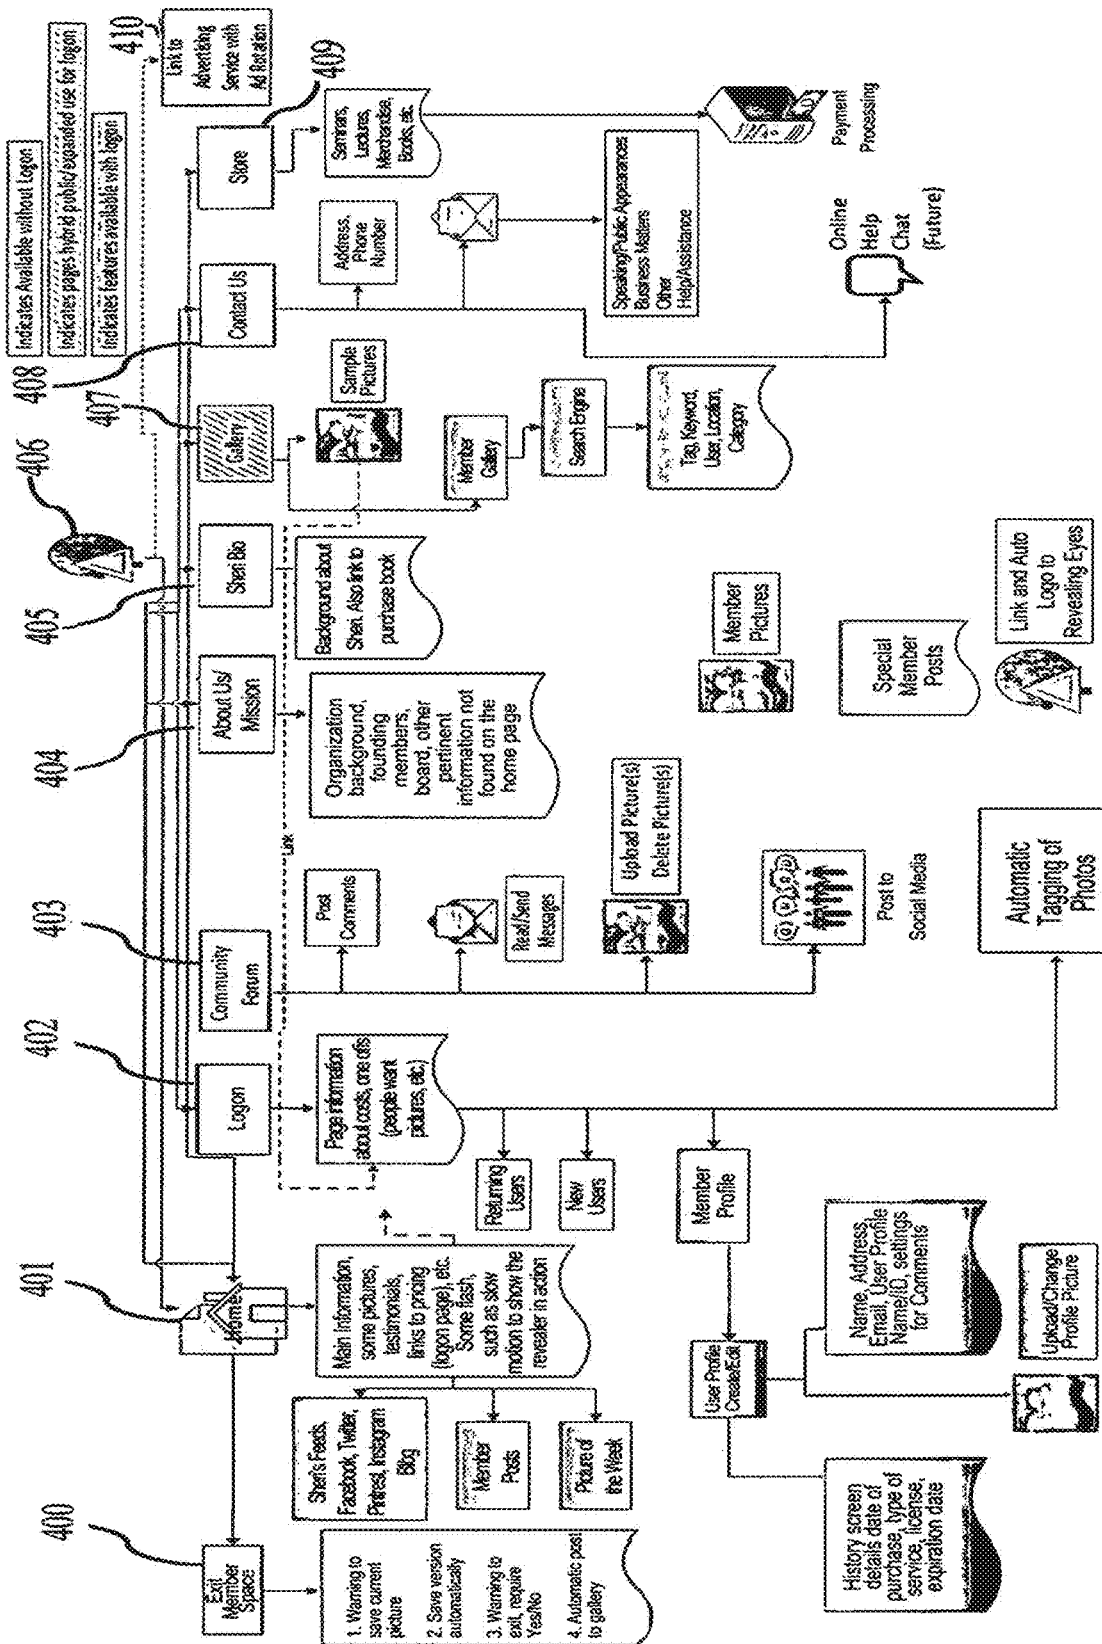 400
Exit
Member
Space
1. Warning to
save current
picture
2. Save version
automatically
3. Warning to
exit, require
Yes/No
4. Automatic post
to gallery
401
Home
Main Information,
some pictures,
testimonials,
links to pricing
(logon page), etc.
Some flash,
such as slow
motion to show the
revealer in action
Sheri's Feeds,
Facebook, Twitter,
Pintrest, Instagram
Blog
Member
Posts
Picture of
the Week
402
Logon
Page information
about costs, one offs
(people want
pictures, etc.)
Returning
Users
New
Users
Member
Profile
User Profile
Create/Edit
History screen
details date of
purchase, type of
service, license,
expiration date
Name, Address,
Email, User Profile
Name/ID, settings
for Comments
Upload/Change
Profile Picture
Automatic
Tagging of
Photos
403
Community
Forum
Post
Comments
Read/Send
Messages
Upload Picture(s)
Delete Picture(s)
Post to
Social Media
Link
404
About Us/
Mission
Organization
background,
founding
members,
board, other
pertinent
information not
found on the
home page
405
Sheri Bio
Background about
Sheri. Also link to
purchase book
406
407
Gallery
Sample
Pictures
Member
Gallery
Search Engine
Tag, Keyword,
User, Location,
Category
Member
Pictures
Special
Member
Posts
Link and Auto
Logo to
Revealing Eyes
408
Contact Us
Address,
Phone
Number
Speaking/Public Appearances
Business Matters
Other
Help/Assistance
Online
Help
Chat
(Future)
409
Store
Seminars,
Lectures,
Merchandise,
Books, etc.
Payment
Processing
410
Link to
Advertising
Service with
Ad Rotation
Indicates Available without Logon
Indicates pages hybrid public/expanded use for logon
Indicates features available with logon